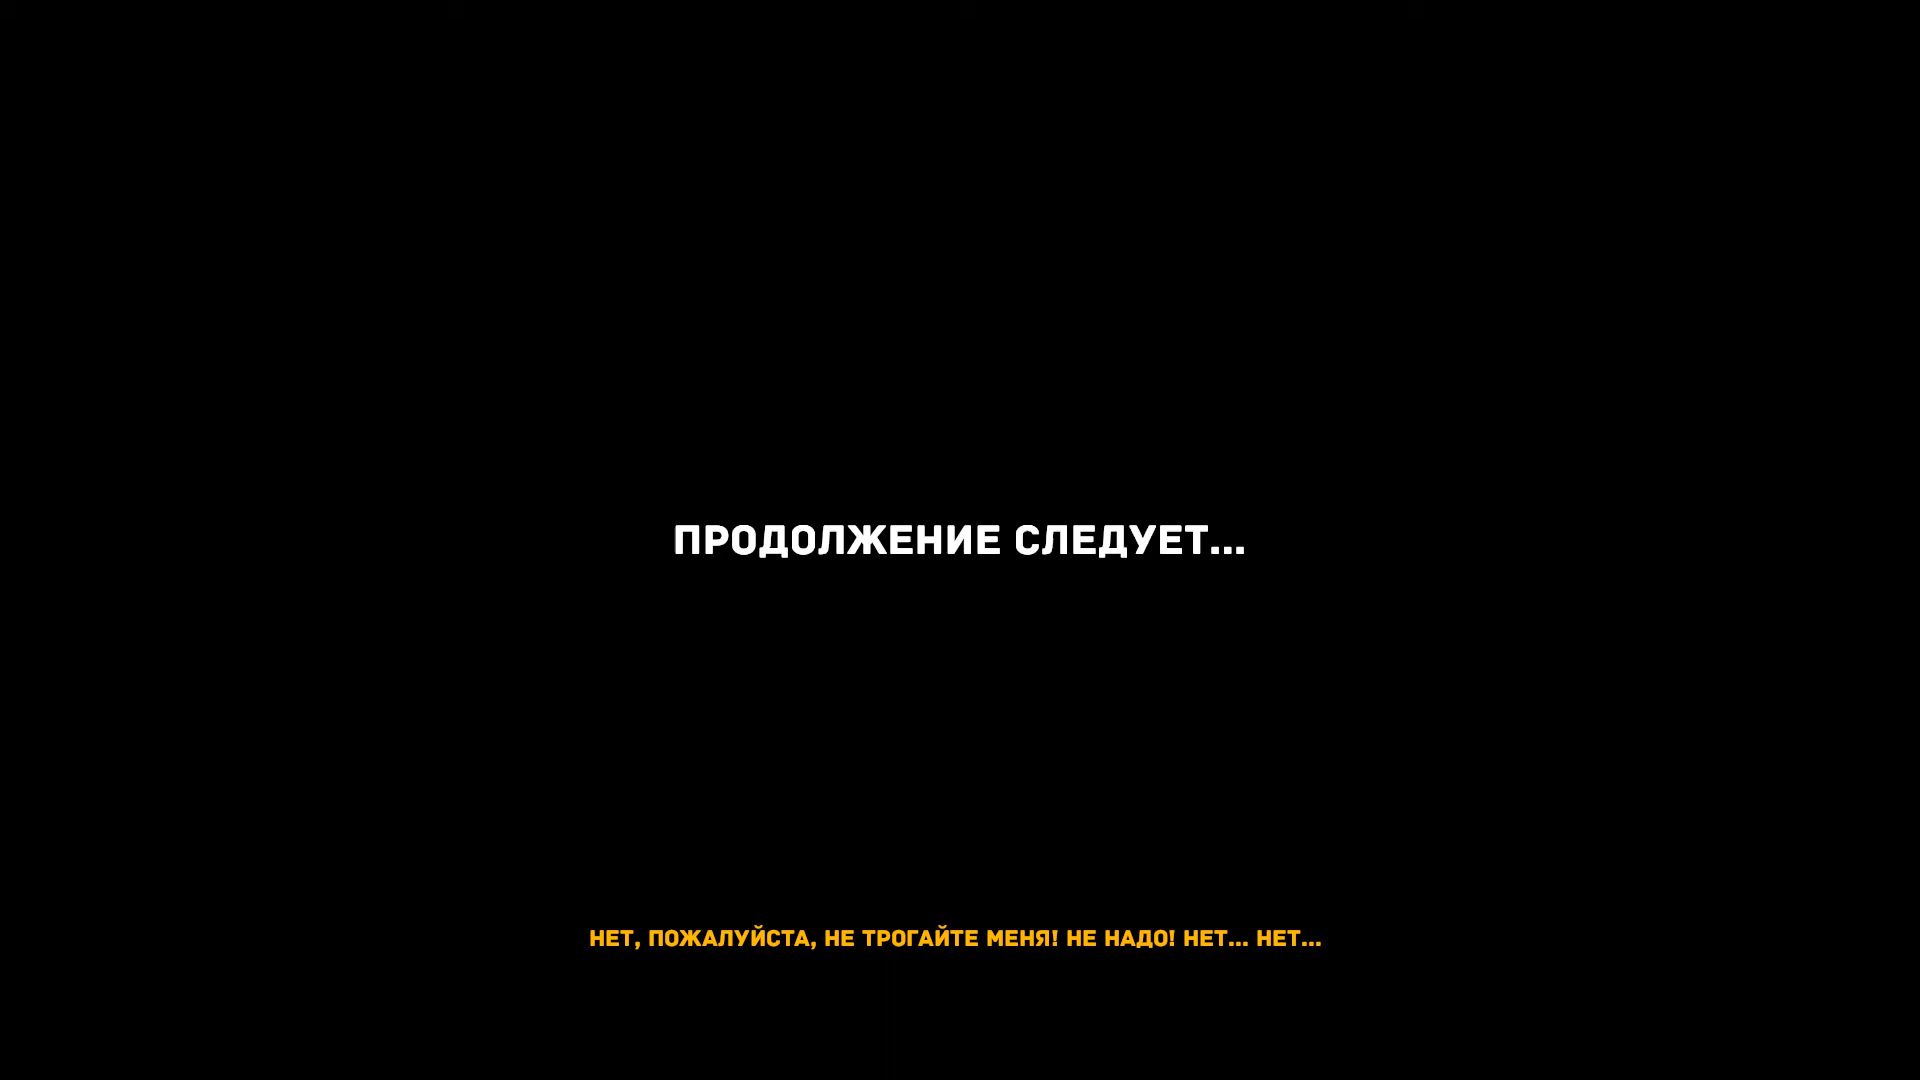 ПРОДОЛЖЕНИЕ СЛЕДУЕТ...
НЕТ, ПОЖАЛУЙСТА, НЕ ТРОГАЙТЕ МЕНЯ! НЕ НАДО! НЕТ... НЕТ...